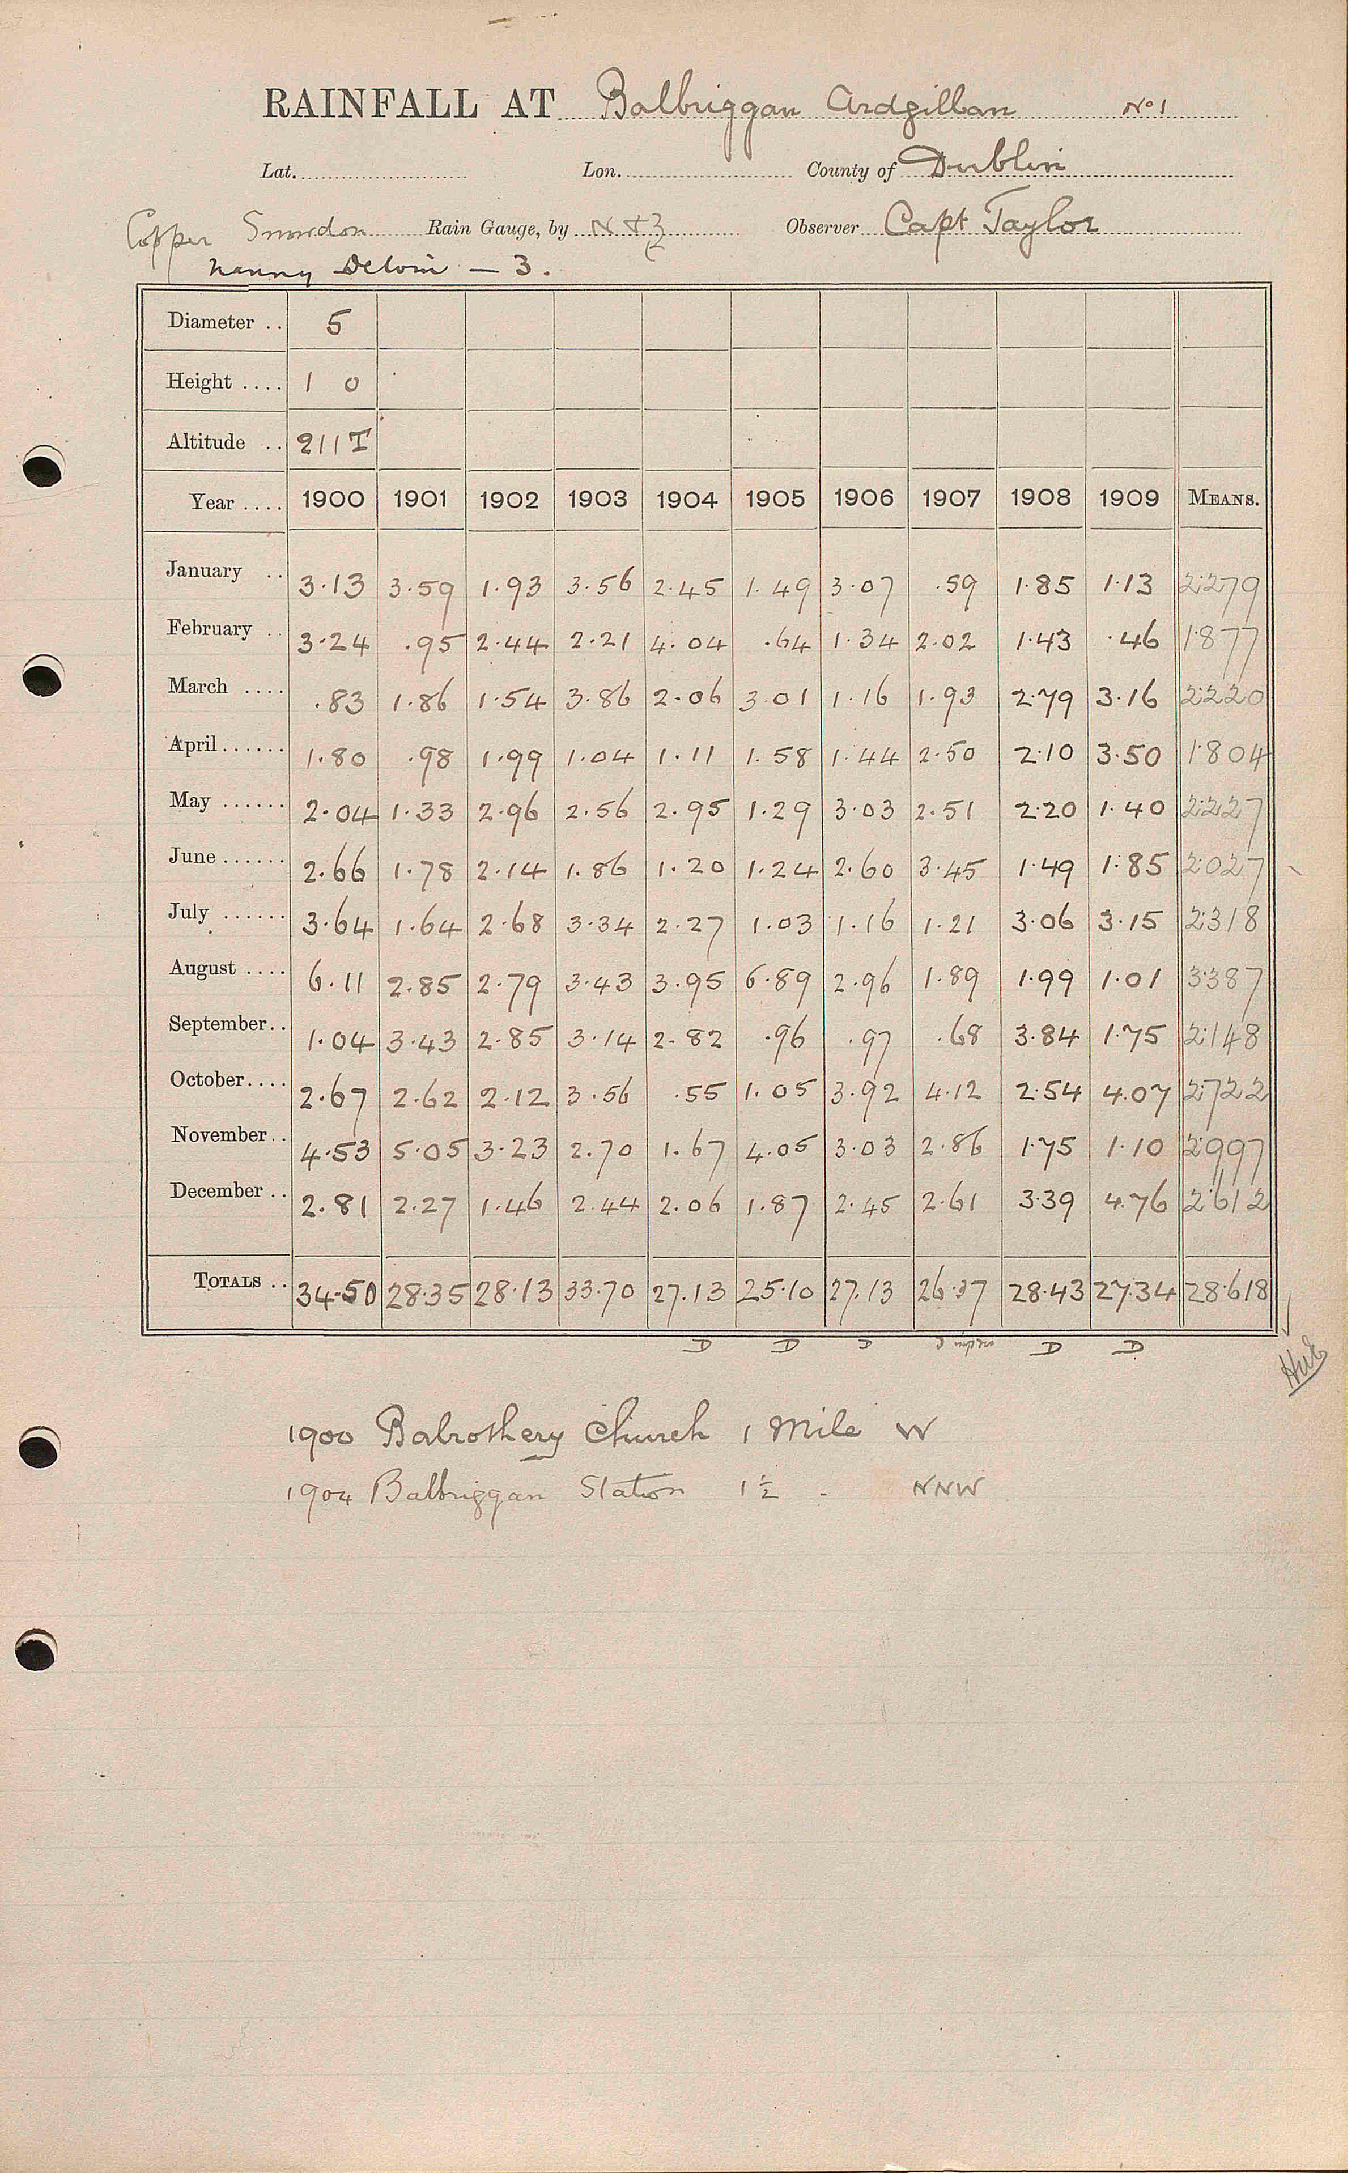 RAINFALL AT Balbriggan Ardgillan No 1
Lat. Lon. County of Dublin
Copper Snowdon Rain Gauge, by N & Z Observer Capt Taylor
Nanny Delvin — 3.
Diameter .. 5
Height .... 1 0
Altitude .. 211 T
Year .... 1900 1901 1902 1903 1904 1905 1906 1907 1908 1909 MEANS.
January .. 3.13 3.59 1.93 3.56 2.45 1.49 3.07 .59 1.85 1.13 2.279
February .. 3.24 .95 2.44 2.21 4.04 .64 1.34 2.02 1.43 .46 1.877
March .... .83 1.86 1.54 3.86 2.06 3.01 1.16 1.93 2.79 3.16 2.220
April ...... 1.80 .98 1.99 1.04 1.11 1.58 1.44 2.50 2.10 3.50 1.804
May ...... 2.04 1.33 2.96 2.56 2.95 1.29 3.03 2.51 2.20 1.40 2.227
June ...... 2.66 1.78 2.14 1.86 1.20 1.24 2.60 3.45 1.49 1.85 2.027
July ...... 3.64 1.64 2.68 3.34 2.27 1.03 1.16 1.21 3.06 3.15 2.318
August .... 6.11 2.85 2.79 3.43 3.95 6.89 2.96 1.89 1.99 1.01 3.387
September.. 1.04 3.43 2.85 3.14 2.82 .96 .97 .68 3.84 1.75 2.148
October.... 2.67 2.62 2.12 3.56 .55 1.05 3.92 4.12 2.54 4.07 2.722
November.. 4.53 5.05 3.23 2.70 1.67 4.05 3.03 2.86 1.75 1.10 2.997
December .. 2.81 2.27 1.46 2.44 2.06 1.87 2.45 2.61 3.39 4.76 2.612
TOTALS .. 34.50 28.35 28.13 33.70 27.13 25.10 27.13 26.37 28.43 27.34 28.618
D D D D D
1900 Balrothery Church 1 Mile W
1904 Balbriggan Station 1½ . NNW